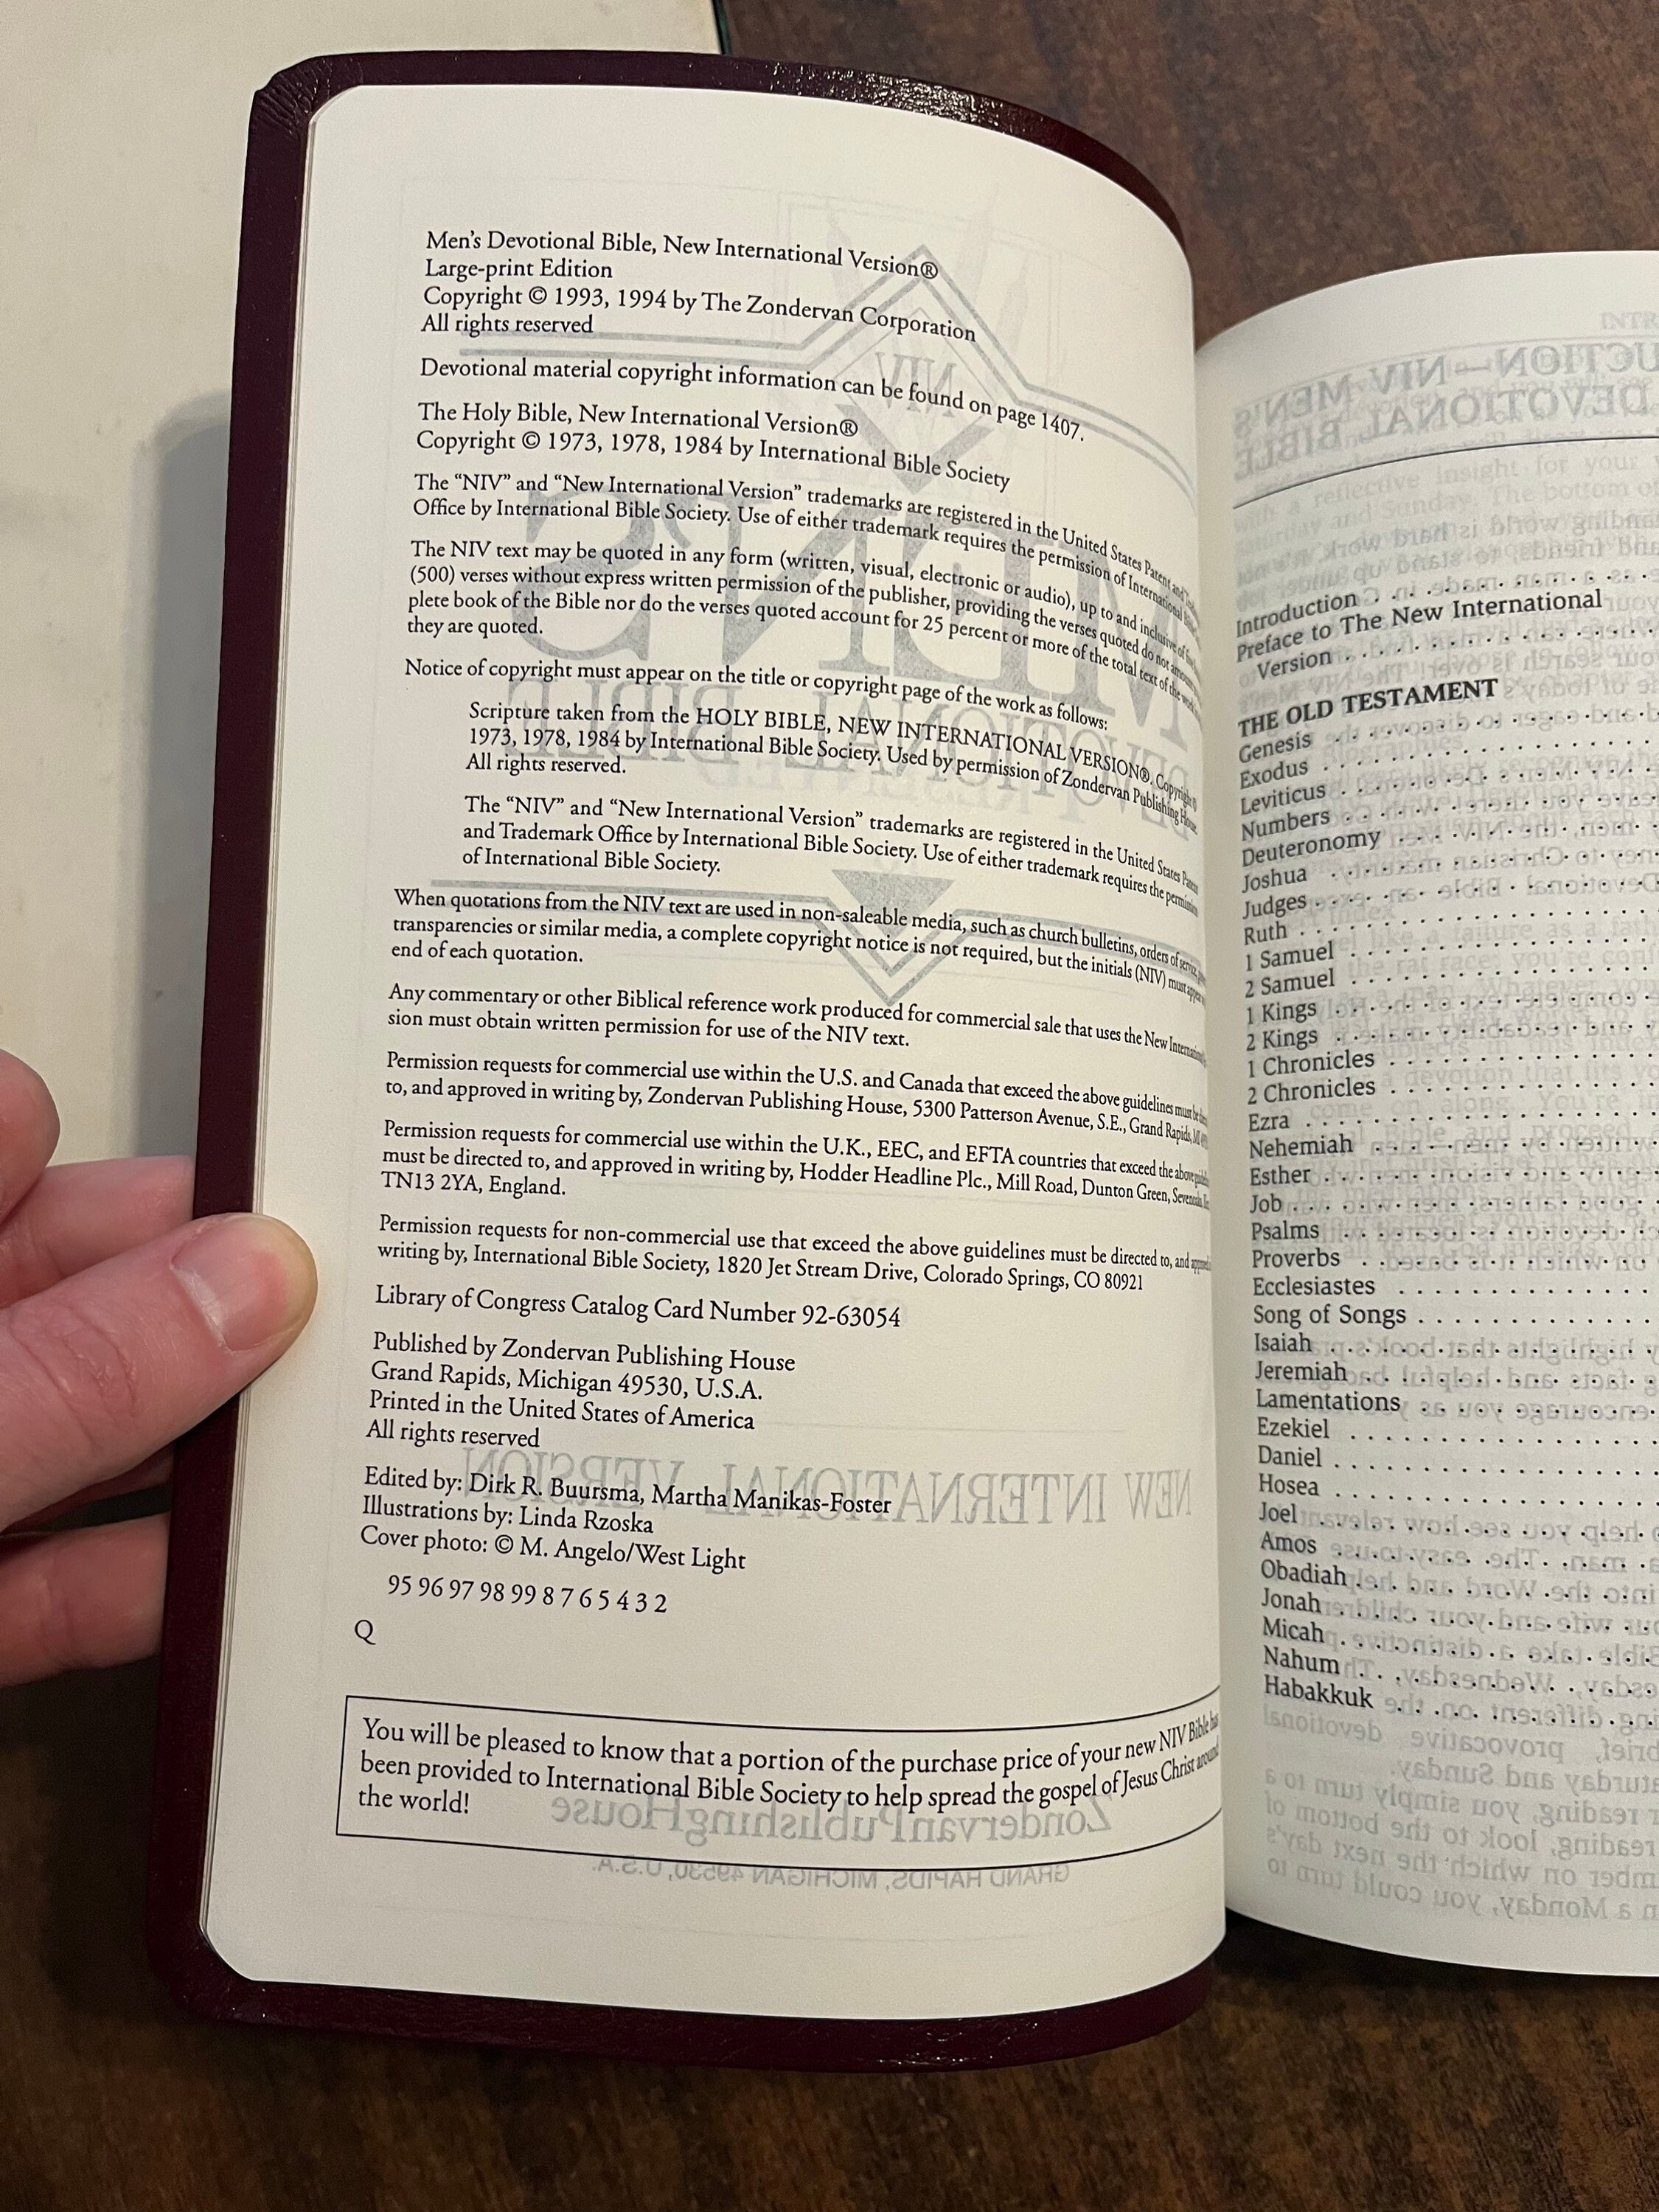 Men's Devotional Bible, New International Version®
Large-print Edition
Copyright © 1993, 1994 by The Zondervan Corporation
All rights reserved
Devotional material copyright information can be found on page 1407.
The Holy Bible, New International Version®
Copyright © 1973, 1978, 1984 by International Bible Society
The “NIV” and “New International Version” trademarks are registered in the United States Patent and
Office by International Bible Society. Use of either trademark requires the permission of International
The NIV text may be quoted in any form (written, visual, electronic or audio), up to and inclusive of
(500) verses without express written permission of the publisher, providing the verses quoted do not amount
plete book of the Bible nor do the verses quoted account for 25 percent or more of the total text of the work
they are quoted.
Notice of copyright must appear on the title or copyright page of the work as follows:
Scripture taken from the HOLY BIBLE, NEW INTERNATIONAL VERSION®. Copyright ©
1973, 1978, 1984 by International Bible Society. Used by permission of Zondervan Publishing House.
All rights reserved.
The “NIV” and “New International Version” trademarks are registered in the United States Patent
and Trademark Office by International Bible Society. Use of either trademark requires the permission
of International Bible Society.
When quotations from the NIV text are used in non-saleable media, such as church bulletins, orders of service,
transparencies or similar media, a complete copyright notice is not required, but the initials (NIV) must appear
end of each quotation.
Any commentary or other Biblical reference work produced for commercial sale that uses the New International
sion must obtain written permission for use of the NIV text.
Permission requests for commercial use within the U.S. and Canada that exceed the above guidelines must be
to, and approved in writing by, Zondervan Publishing House, 5300 Patterson Avenue, S.E., Grand Rapids, MI
Permission requests for commercial use within the U.K., EEC, and EFTA countries that exceed the above
must be directed to, and approved in writing by, Hodder Headline Plc., Mill Road, Dunton Green, Sevenoaks,
TN13 2YA, England.
Permission requests for non-commercial use that exceed the above guidelines must be directed to, and
writing by, International Bible Society, 1820 Jet Stream Drive, Colorado Springs, CO 80921
Library of Congress Catalog Card Number 92-63054
Published by Zondervan Publishing House
Grand Rapids, Michigan 49530, U.S.A.
Printed in the United States of America
All rights reserved
Edited by: Dirk R. Buursma, Martha Manikas-Foster
Illustrations by: Linda Rzoska
Cover photo: © M. Angelo/West Light
95 96 97 98 99 8 7 6 5 4 3 2
Q
You will be pleased to know that a portion of the purchase price of your new NIV Bible has
been provided to International Bible Society to help spread the gospel of Jesus Christ around
the world!
Introduction
Preface to The New International
Version
THE OLD TESTAMENT
Genesis
Exodus
Leviticus
Numbers
Deuteronomy
Joshua
Judges
Ruth
1 Samuel
2 Samuel
1 Kings
2 Kings
1 Chronicles
2 Chronicles
Ezra
Nehemiah
Esther
Job
Psalms
Proverbs
Ecclesiastes
Song of Songs
Isaiah
Jeremiah
Lamentations
Ezekiel
Daniel
Hosea
Joel
Amos
Obadiah
Jonah
Micah
Nahum
Habakkuk